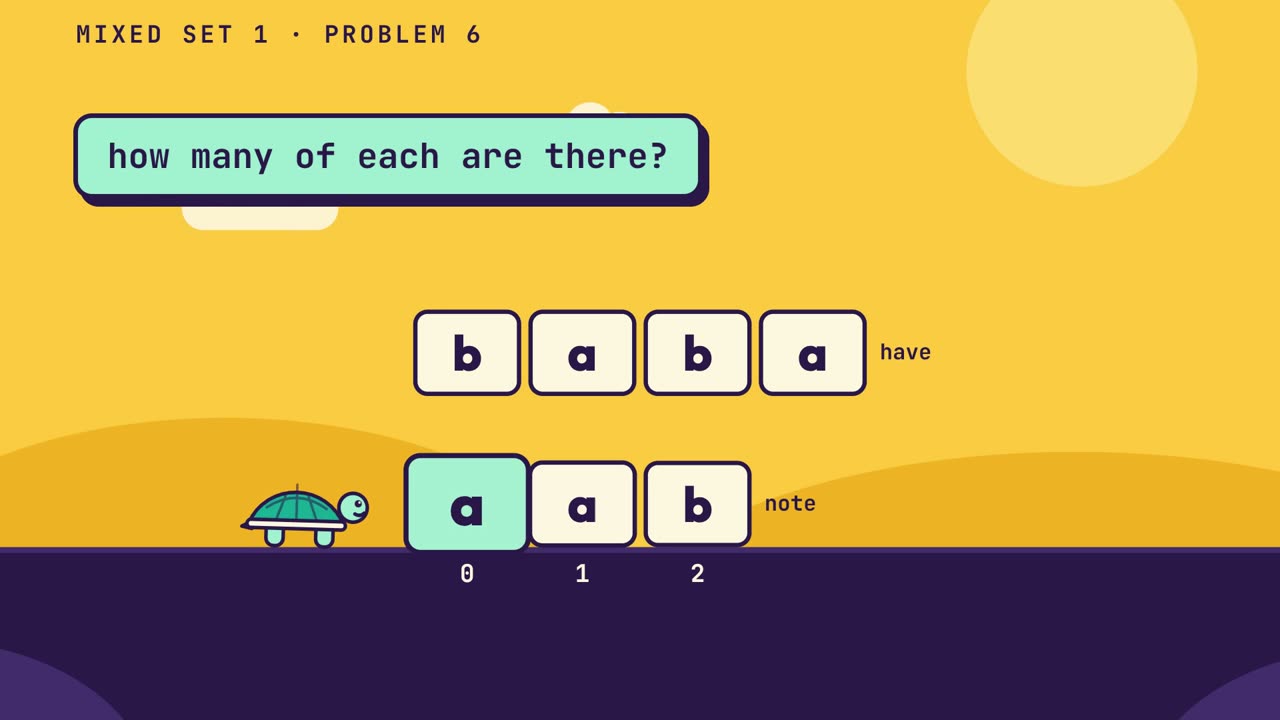 MIXED SET 1 · PROBLEM 6
how many of each are there?
b a b a have
a a b note
0 1 2